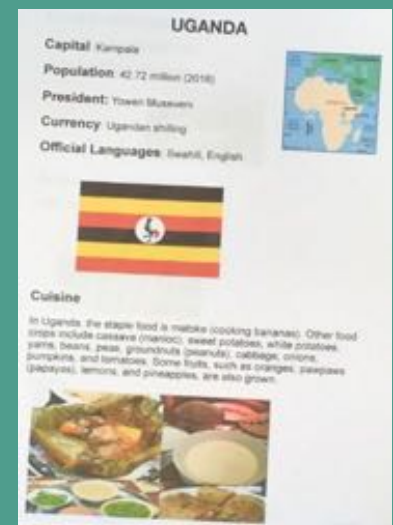 UGANDA
Capital: Kampala
Population: 42.72 million (2018)
President: Yoweri Museveni
Currency: Ugandan shilling
Official Languages: Swahili, English
Cuisine
In Uganda, the staple food is matoke (cooking bananas). Other food
crops include cassava (manioc), sweet potatoes, white potatoes,
yams, beans, peas, groundnuts (peanuts), cabbage, onions,
pumpkins, and tomatoes. Some fruits, such as oranges, pawpaws
(papayas), lemons, and pineapples, are also grown.